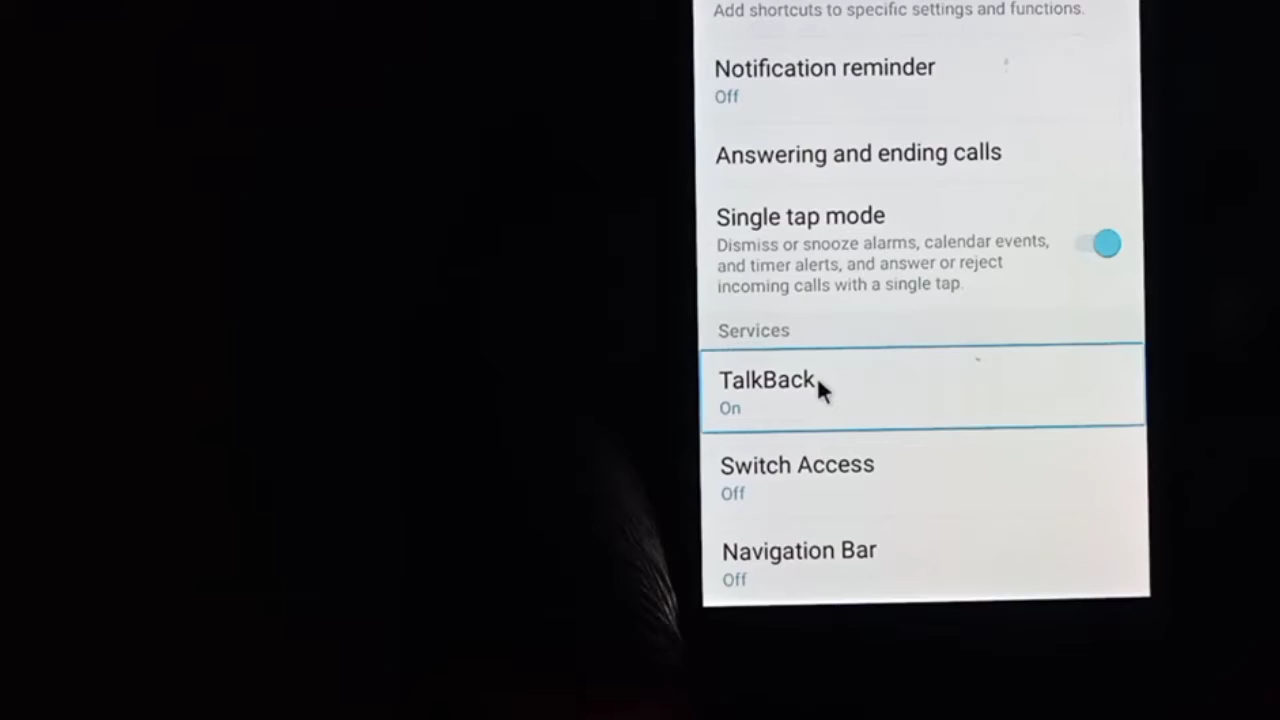 Add shortcuts to specific settings and functions.
Notification reminder
Off
Answering and ending calls
Single tap mode
Dismiss or snooze alarms, calendar events,
and timer alerts, and answer or reject
incoming calls with a single tap.
Services
TalkBack
On
Switch Access
Off
Navigation Bar
Off